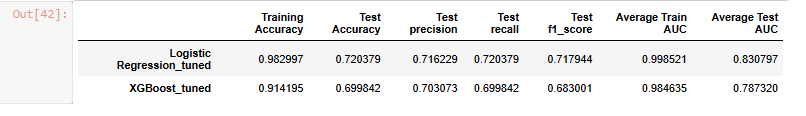 Out[42]:
Training Accuracy Test Accuracy Test precision Test recall Test f1_score Average Train AUC Average Test AUC
Logistic Regression_tuned 0.982997 0.720379 0.716229 0.720379 0.717944 0.998521 0.830797
XGBoost_tuned 0.914195 0.699842 0.703073 0.699842 0.683001 0.984635 0.787320